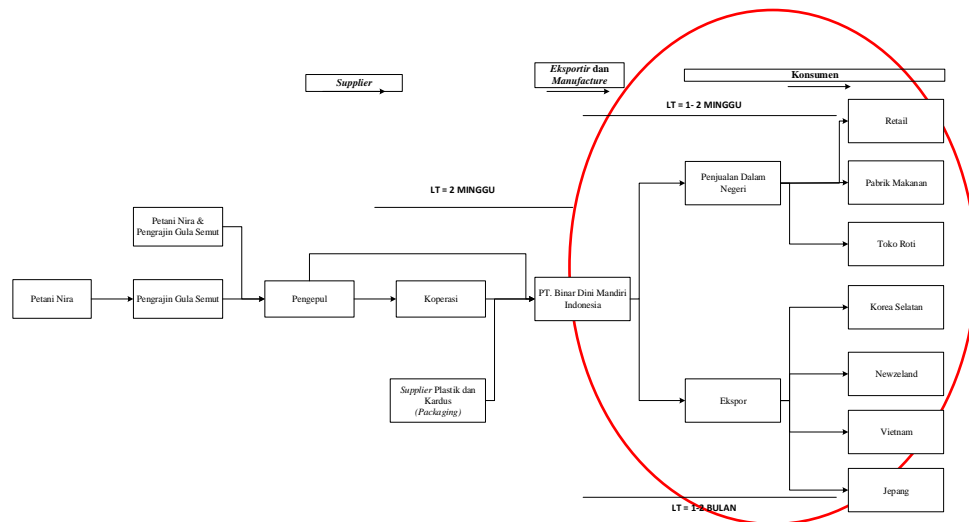 Supplier
Eksportir dan
Manufacture
Konsumen
LT = 1- 2 MINGGU
Retail
LT = 2 MINGGU
Penjualan Dalam
Negeri
Pabrik Makanan
Petani Nira &
Pengrajin Gula Semut
Toko Roti
Petani Nira
Pengrajin Gula Semut
Pengepul
Koperasi
PT. Binar Dini Mandiri
Indonesia
Korea Selatan
Newzeland
Supplier Plastik dan
Kardus
(Packaging)
Ekspor
Vietnam
Jepang
LT = 1-2 BULAN